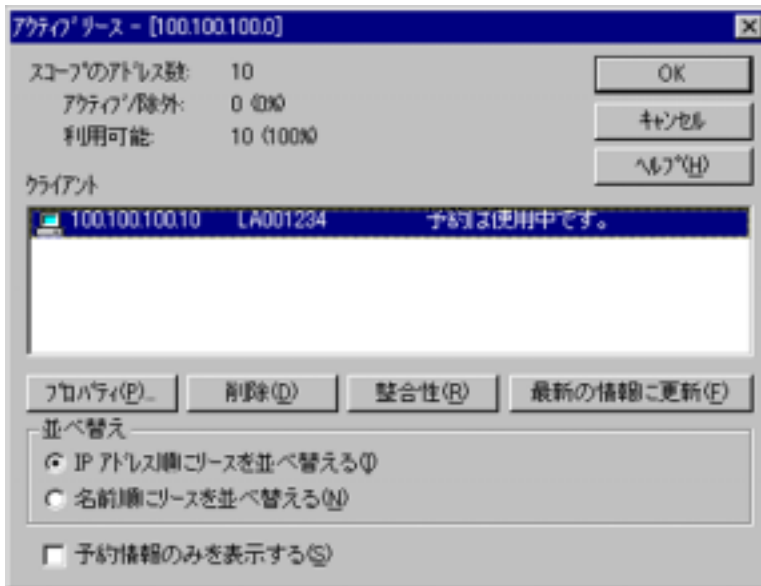 ｱｸﾃｨﾌﾞ ﾘｰｽ - [100.100.100.0]
ｽｺｰﾌﾟのｱﾄﾞﾚｽ数: 10
ｱｸﾃｨﾌﾞ/除外: 0 (0%)
利用可能: 10 (100%)
OK
ｷｬﾝｾﾙ
ﾍﾙﾌﾟ(H)
ｸﾗｲｱﾝﾄ
100.100.100.10 LA001234 予約は使用中です。
ﾌﾟﾛﾊﾟﾃｨ(P)... 削除(D) 整合性(R) 最新の情報に更新(F)
並べ替え
IP ｱﾄﾞﾚｽ順にﾘｰｽを並べ替える(I)
名前順にﾘｰｽを並べ替える(N)
予約情報のみを表示する(S)